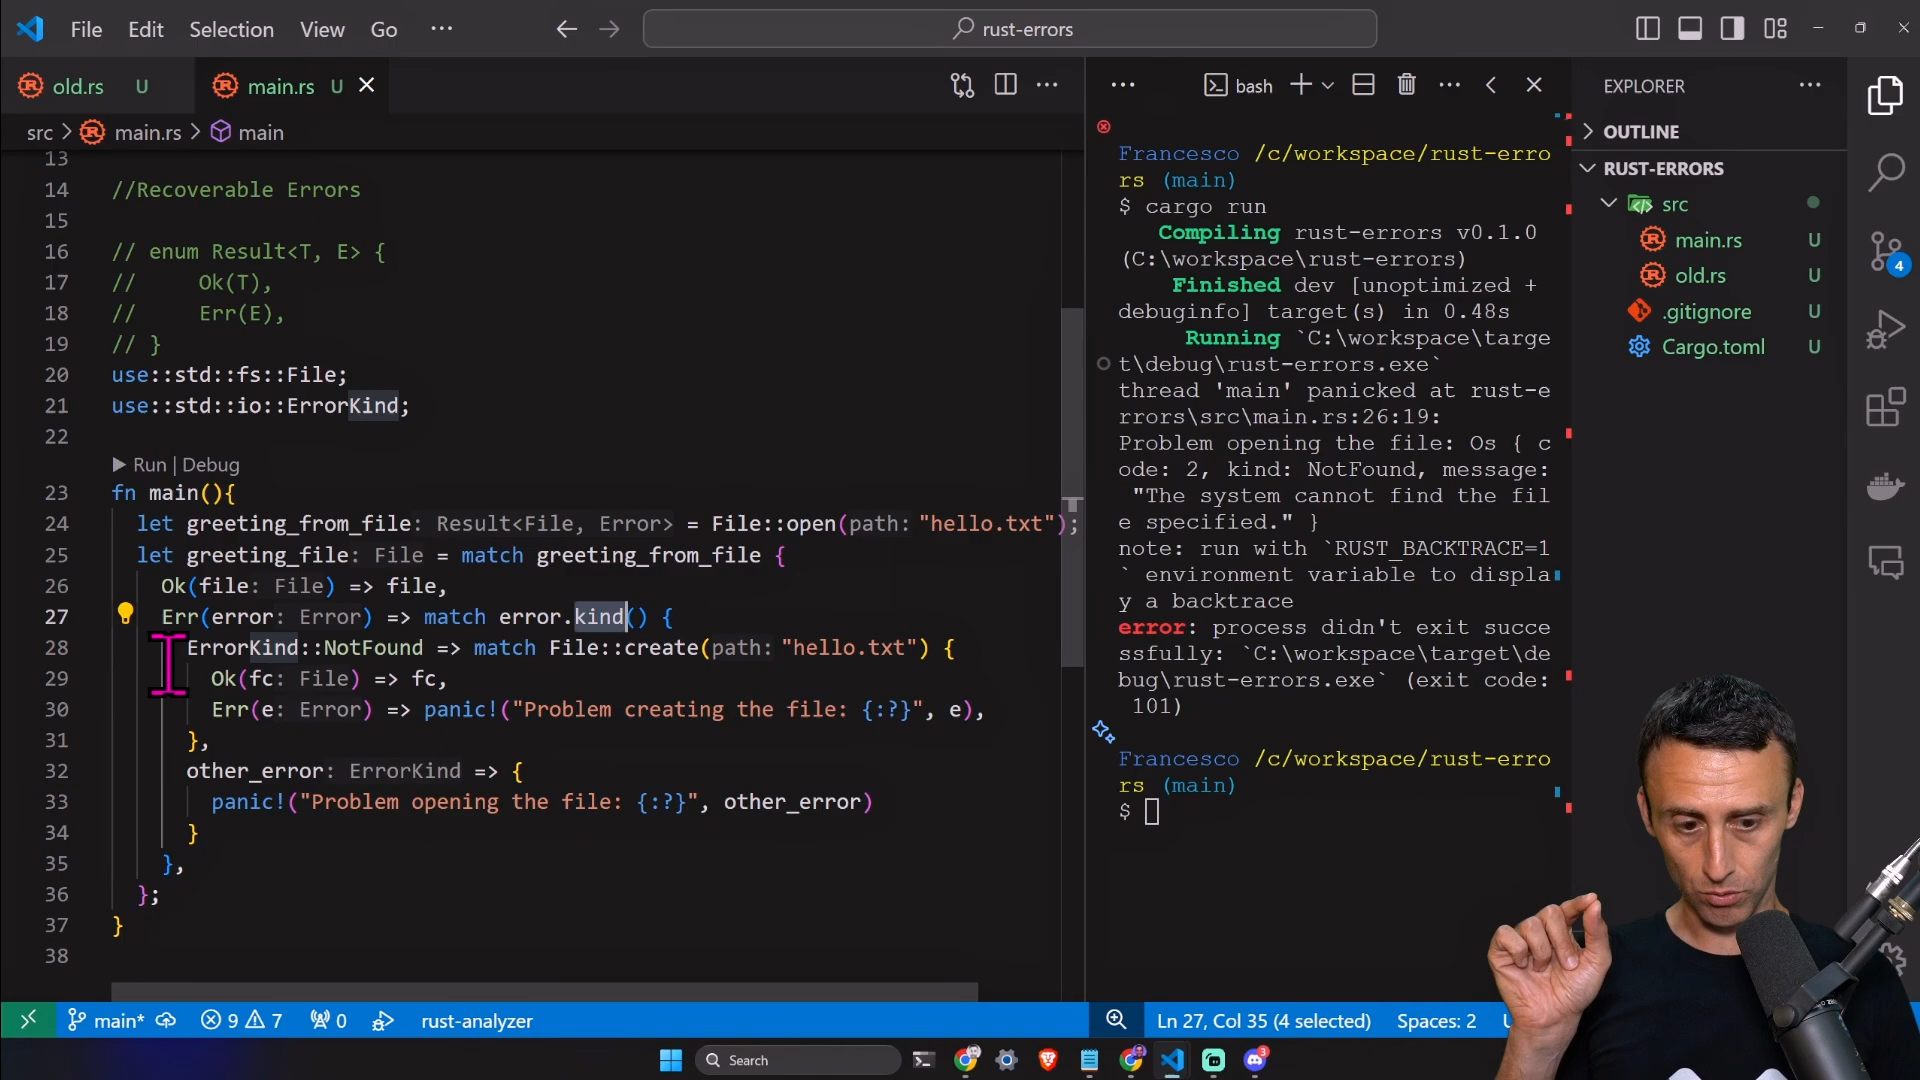 File Edit Selection View Go ··· rust-errors
old.rs U main.rs U
bash
EXPLORER
src > main.rs > main
OUTLINE
RUST-ERRORS
src
main.rs U
old.rs U
.gitignore U
Cargo.toml U
4
13
14 //Recoverable Errors
15
16 // enum Result<T, E> {
17 //     Ok(T),
18 //     Err(E),
19 // }
20 use::std::fs::File;
21 use::std::io::ErrorKind;
22
Run | Debug
23 fn main(){
24 let greeting_from_file: Result<File, Error> = File::open(path: "hello.txt");
25 let greeting_file: File = match greeting_from_file {
26 Ok(file: File) => file,
27 Err(error: Error) => match error.kind() {
28 ErrorKind::NotFound => match File::create(path: "hello.txt") {
29 Ok(fc: File) => fc,
30 Err(e: Error) => panic!("Problem creating the file: {:?}", e),
31 },
32 other_error: ErrorKind => {
33 panic!("Problem opening the file: {:?}", other_error)
34 }
35 },
36 };
37 }
38
Francesco /c/workspace/rust-erro
rs (main)
$ cargo run
Compiling rust-errors v0.1.0
(C:\workspace\rust-errors)
Finished dev [unoptimized +
debuginfo] target(s) in 0.48s
Running `C:\workspace\targe
t\debug\rust-errors.exe`
thread 'main' panicked at rust-e
rrors\src\main.rs:26:19:
Problem opening the file: Os { c
ode: 2, kind: NotFound, message:
"The system cannot find the fil
e specified." }
note: run with `RUST_BACKTRACE=1
` environment variable to displa
y a backtrace
error: process didn't exit succe
ssfully: `C:\workspace\target\de
bug\rust-errors.exe` (exit code:
101)
Francesco /c/workspace/rust-erro
rs (main)
$
main* 9 7 0 rust-analyzer
Ln 27, Col 35 (4 selected) Spaces: 2
Search
3